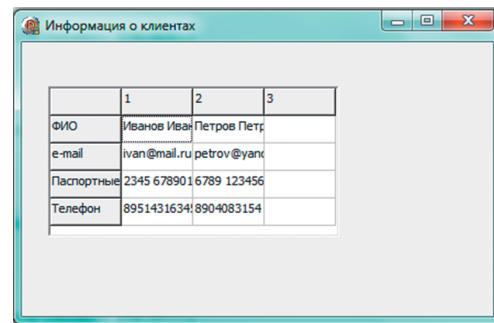 Информация о клиентах
1 2 3
ФИО Иванов Иван Петров Петр
e-mail ivan@mail.ru petrov@yand
Паспортные 2345 678901 6789 123456
Телефон 8951431634 8904083154